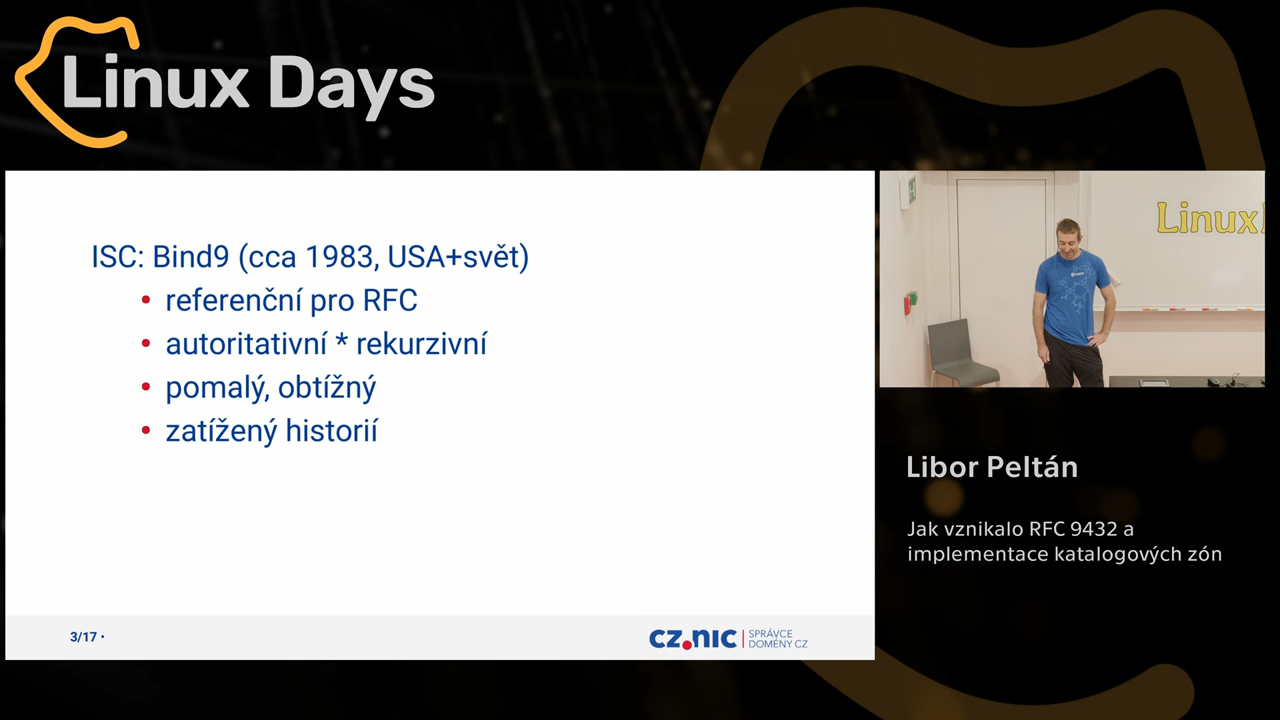 Linux Days
ISC: Bind9 (cca 1983, USA+svět)
• referenční pro RFC
• autoritativní * rekurzivní
• pomalý, obtížný
• zatížený historií
3/17 •
CZ.NIC | SPRÁVCE
DOMÉNY CZ
Linux
Libor Peltán
Jak vznikalo RFC 9432 a
implementace katalogových zón